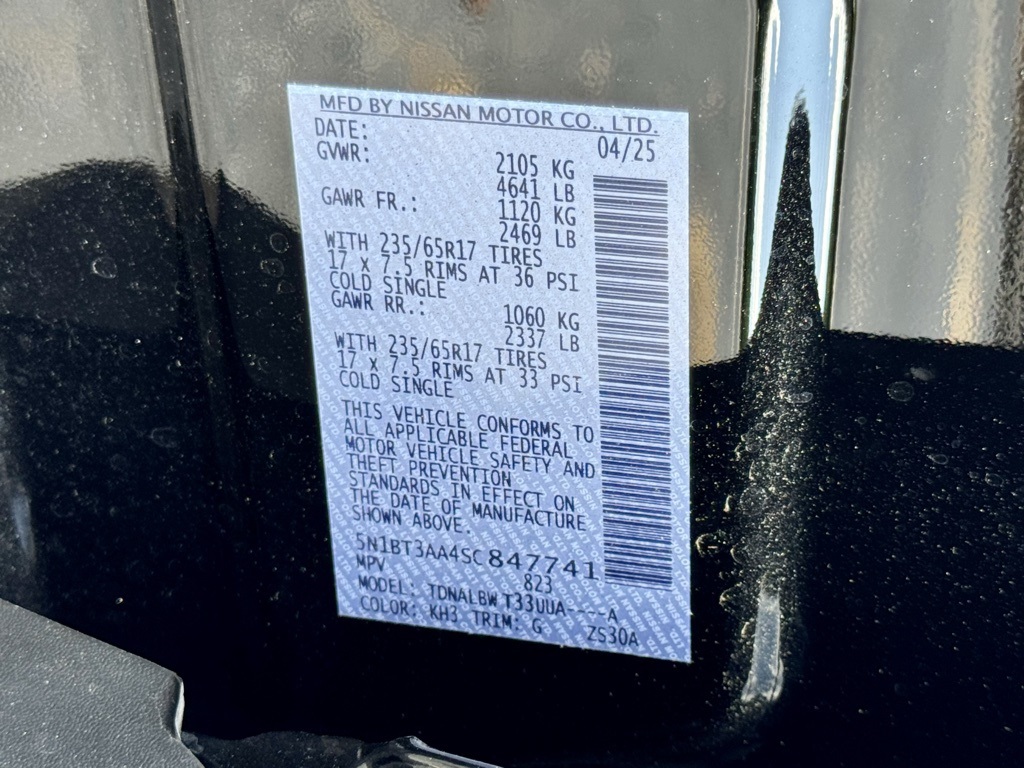 MFD BY NISSAN MOTOR CO., LTD.
DATE: 04/25
GVWR: 2105 KG
4641 LB
GAWR FR.: 1120 KG
2469 LB
WITH 235/65R17 TIRES
17 X 7.5 RIMS AT 36 PSI
COLD SINGLE
GAWR RR.: 1060 KG
2337 LB
WITH 235/65R17 TIRES
17 X 7.5 RIMS AT 33 PSI
COLD SINGLE
THIS VEHICLE CONFORMS TO
ALL APPLICABLE FEDERAL
MOTOR VEHICLE SAFETY AND
THEFT PREVENTION
STANDARDS IN EFFECT ON
THE DATE OF MANUFACTURE
SHOWN ABOVE.
5N1BT3AA4SC847741
MPV 823
MODEL: TDNALBWT33UUA----A
COLOR: KH3 TRIM: G ZS30A